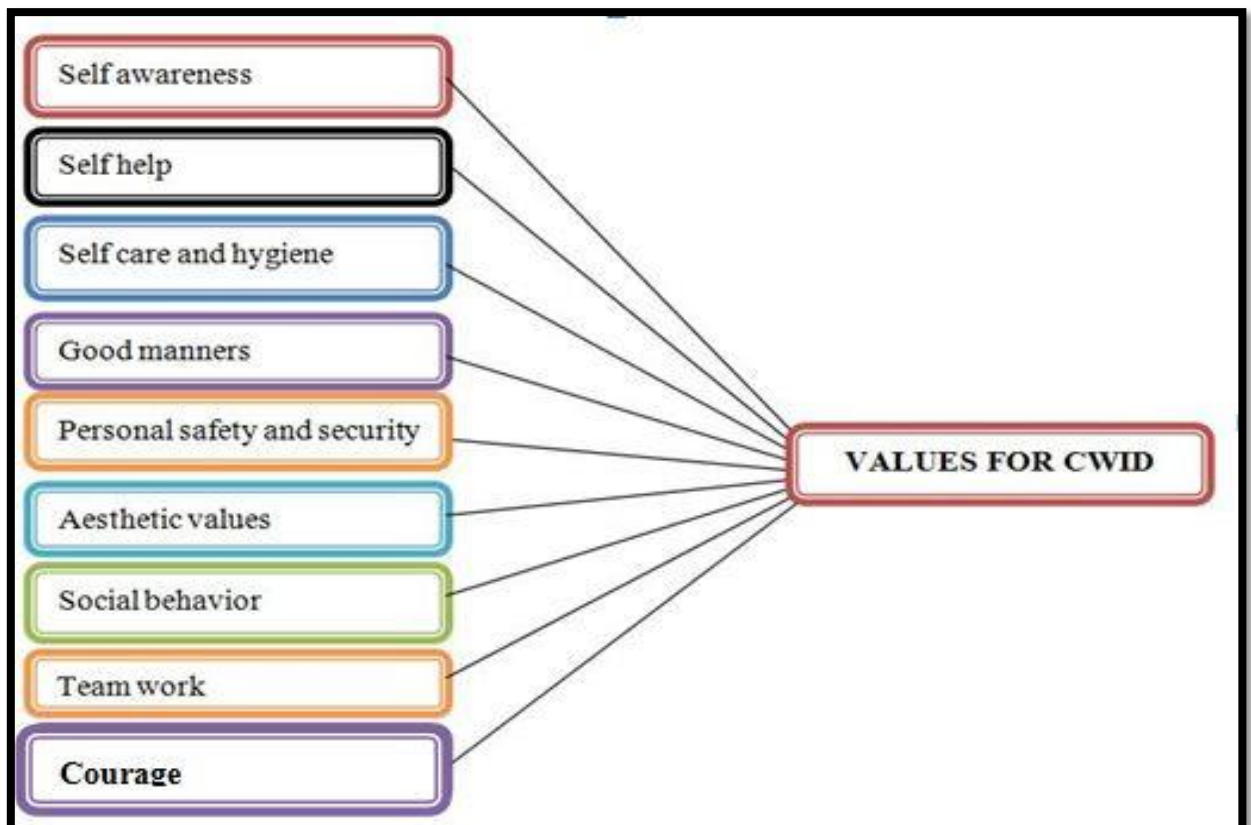 Self awareness
Self help
Self care and hygiene
Good manners
Personal safety and security
Aesthetic values
Social behavior
Team work
Courage
VALUES FOR CWID